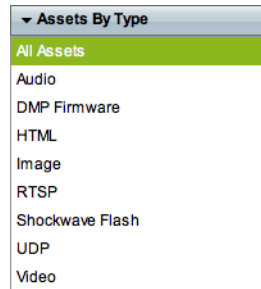 Assets By Type
All Assets
Audio
DMP Firmware
HTML
Image
RTSP
Shockwave Flash
UDP
Video